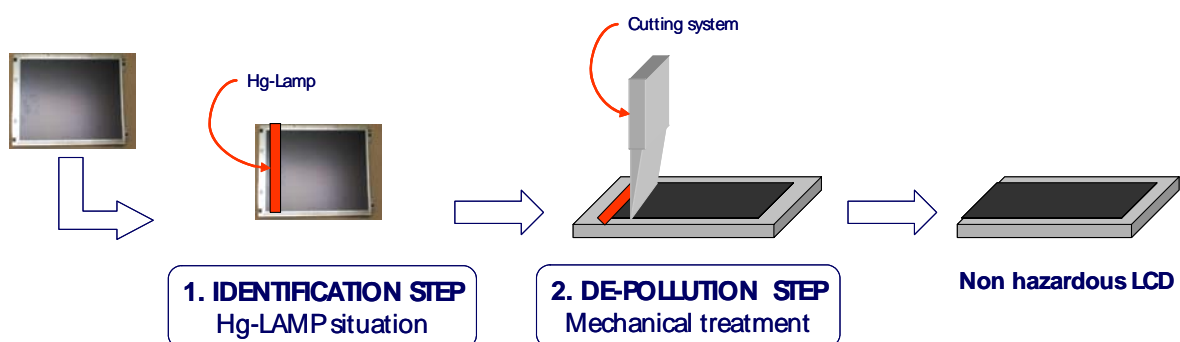 Cutting system
Hg-Lamp
1. IDENTIFICATION STEP
Hg-LAMP situation
2. DE-POLLUTION STEP
Mechanical treatment
Non hazardous LCD